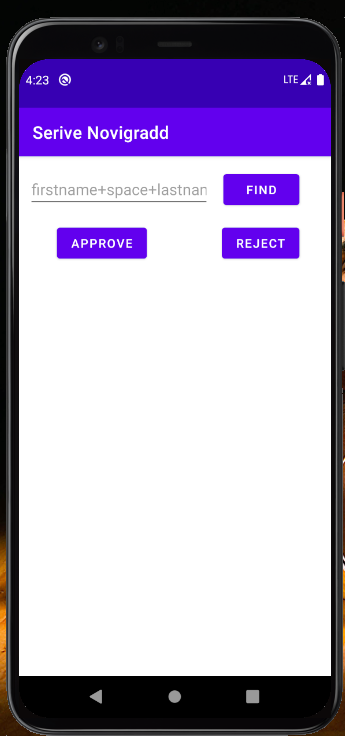 4:23 LTE
Serive Novigradd
firstname+space+lastnan FIND
APPROVE REJECT